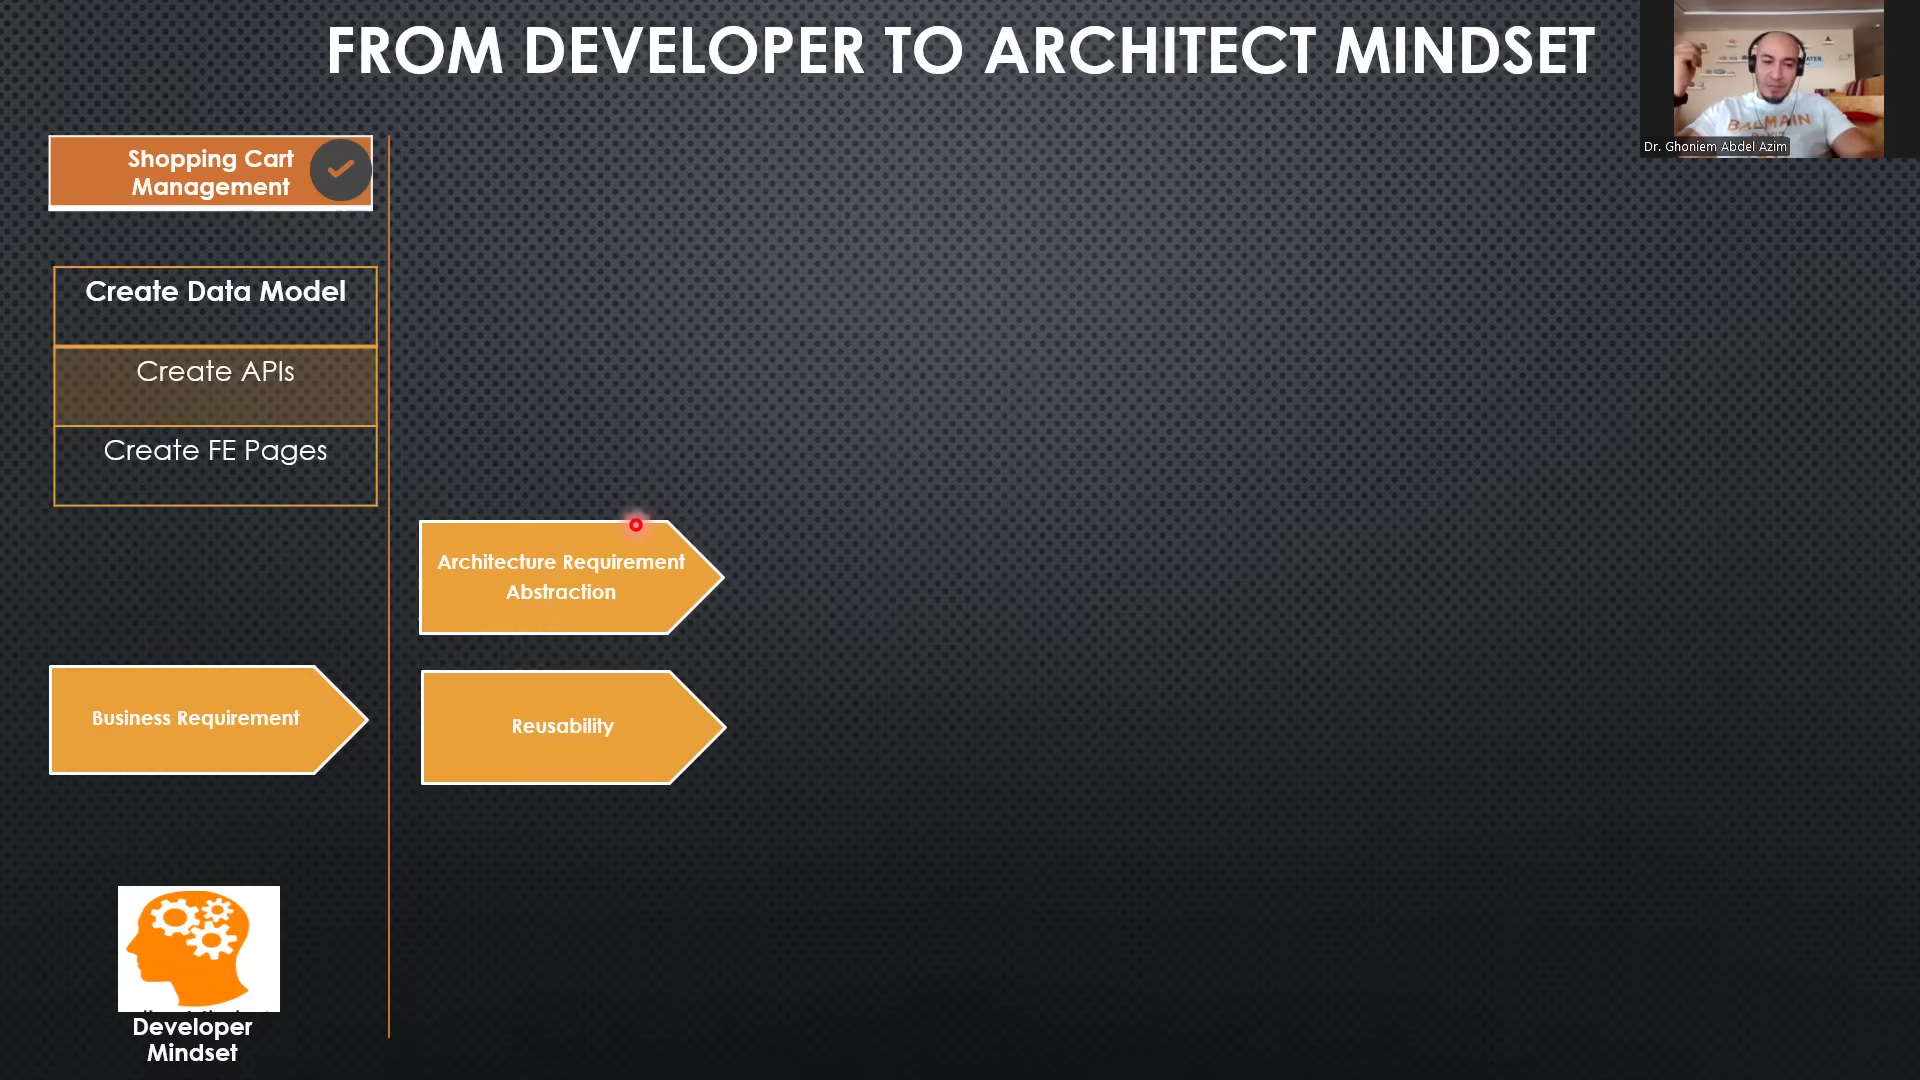 FROM DEVELOPER TO ARCHITECT MINDSET
Dr. Ghoniem Abdel Azim
Shopping Cart
Management
Create Data Model
Create APIs
Create FE Pages
Architecture Requirement
Abstraction
Business Requirement
Reusability
Developer
Mindset
BALMAIN